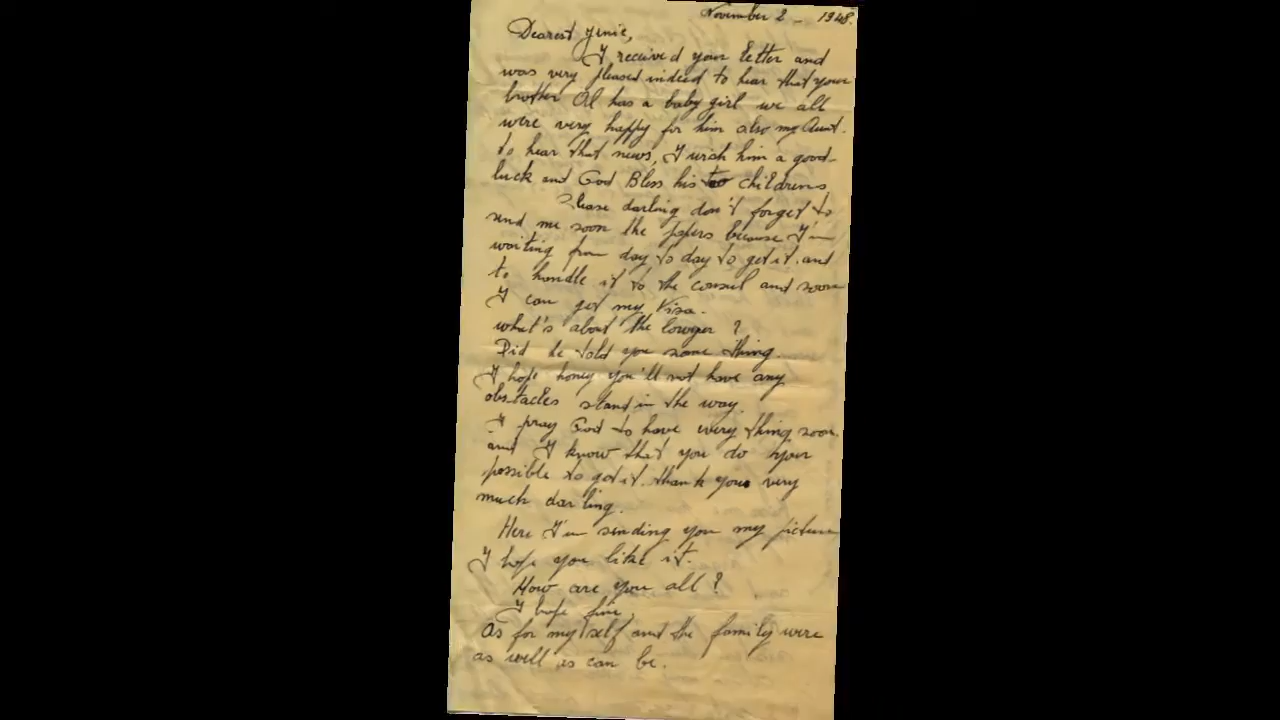 November 2 - 1948.
Dearest Jenie,
I received your letter and
was very pleased indeed to hear that your
brother Al has a baby girl we all
were very happy for him also my Aunt.
to hear that news, I wish him a good-
luck and God Bless his two childrens
Please darling don't forget to
send me soon the papers because I'm
waiting from day to day to get it and
to handle it to the consul and soon
I can get my Visa.
what's about the lowyer ?
Did he told you some thing.
I hope honey you'll not have any
obstacles stand in the way.
I pray God to have every thing soon
and I know that you do your
possible to get it. thank you very
much darling.
Here I'm sending you my picture
I hope you like it.
How are you all ?
I hope fine,
As for my self and the family were
as well as can be.